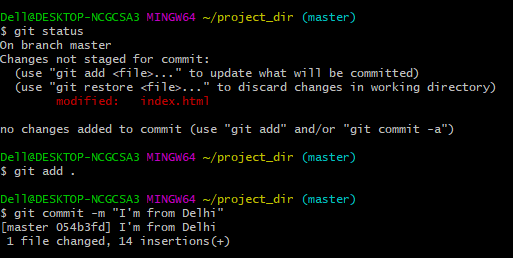 Dell@DESKTOP-NCGCSA3 MINGW64 ~/project_dir (master)
$ git status
On branch master
Changes not staged for commit:
  (use "git add <file>..." to update what will be committed)
  (use "git restore <file>..." to discard changes in working directory)
        modified:   index.html

no changes added to commit (use "git add" and/or "git commit -a")

Dell@DESKTOP-NCGCSA3 MINGW64 ~/project_dir (master)
$ git add .

Dell@DESKTOP-NCGCSA3 MINGW64 ~/project_dir (master)
$ git commit -m "I'm from Delhi"
[master 054b3fd] I'm from Delhi
 1 file changed, 14 insertions(+)